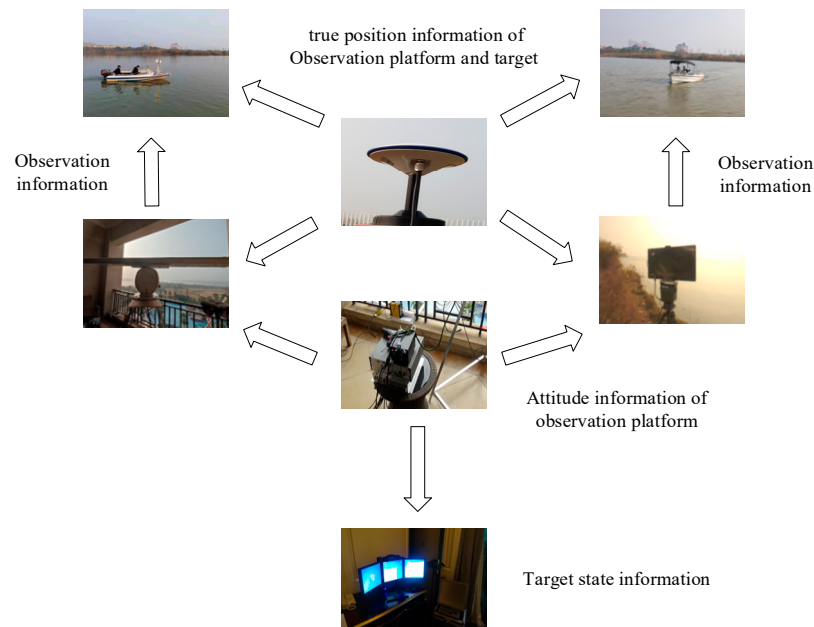 true position information of
Observation platform and target
Observation
information
Observation
information
Attitude information of
observation platform
Target state information